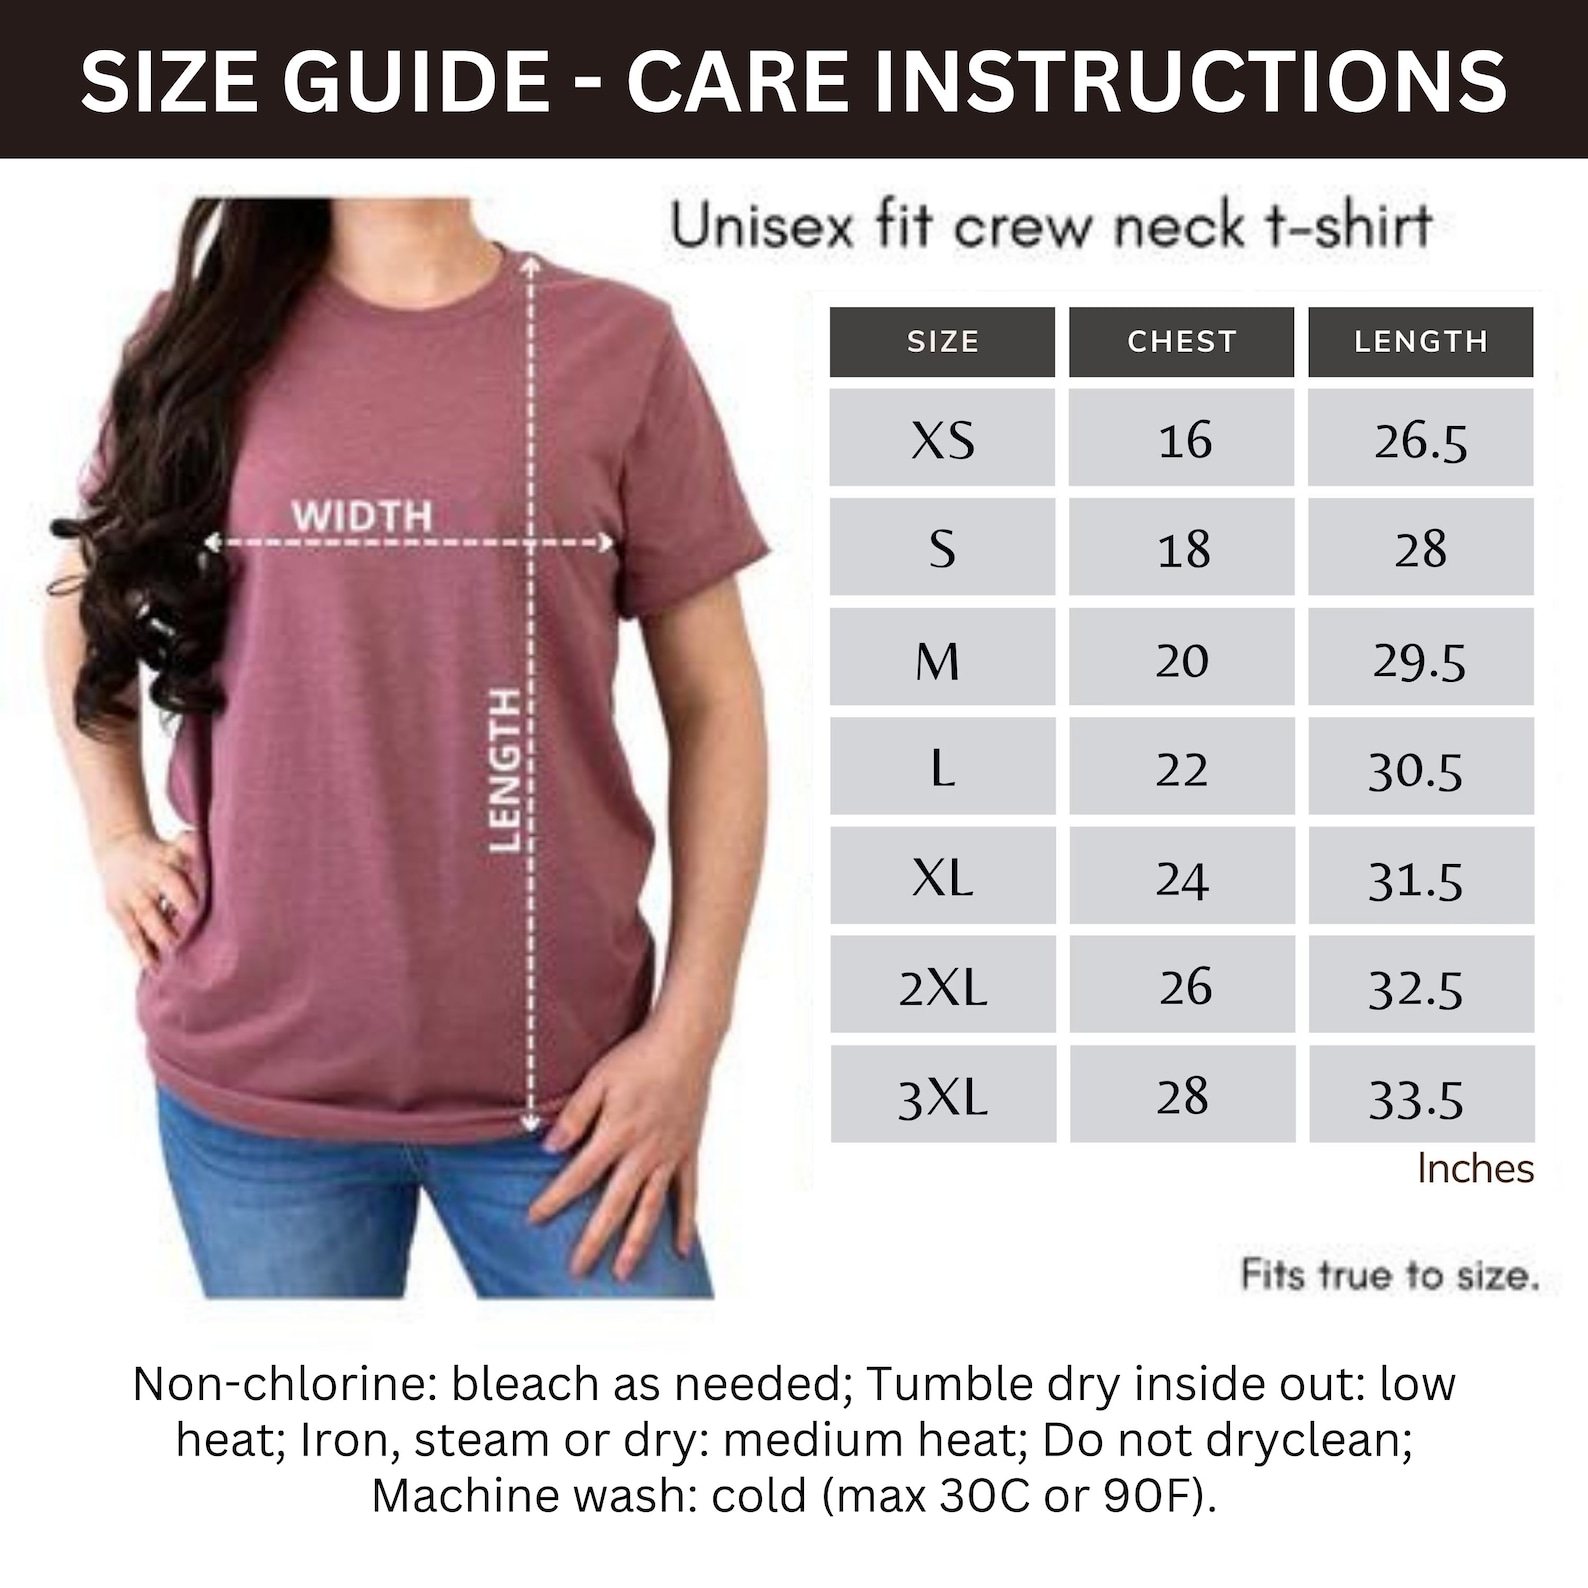 SIZE GUIDE - CARE INSTRUCTIONS
Unisex fit crew neck t-shirt
WIDTH
LENGTH
SIZE CHEST LENGTH
XS 16 26.5
S 18 28
M 20 29.5
L 22 30.5
XL 24 31.5
2XL 26 32.5
3XL 28 33.5
Inches
Fits true to size.
Non-chlorine: bleach as needed; Tumble dry inside out: low
heat; Iron, steam or dry: medium heat; Do not dryclean;
Machine wash: cold (max 30C or 90F).